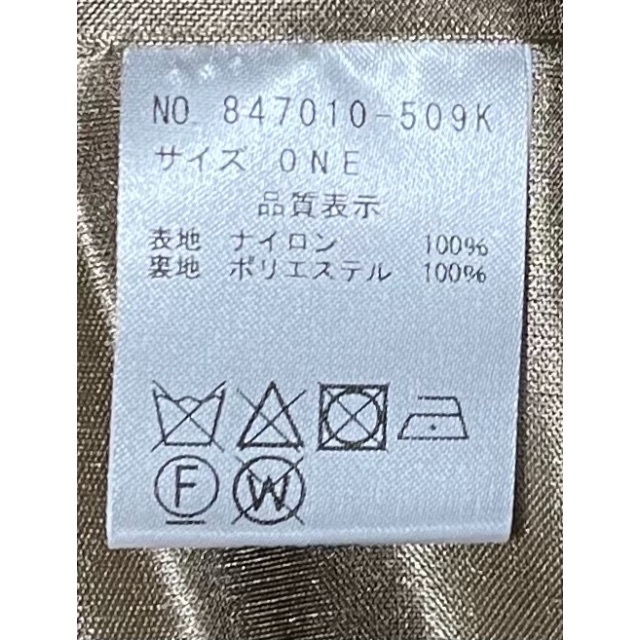 NO. 847010-509K
サイズ ONE
品質表示
表地 ナイロン 100%
裏地 ポリエステル 100%
F W